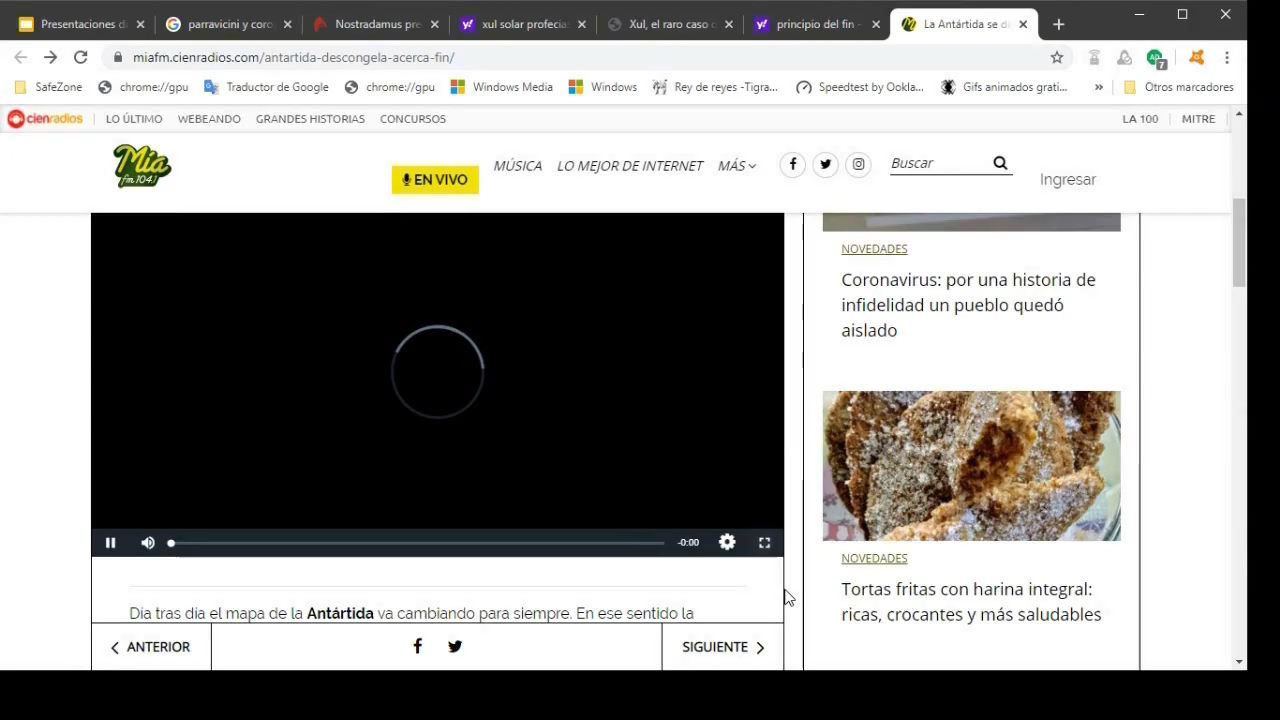 Presentaciones d
parravicini y coro
Nostradamus pre
xul solar profecia
Xul, el raro caso
principio del fin -
La Antártida se d
miafm.cienradios.com/antartida-descongela-acerca-fin/
7
SafeZone
chrome://gpu
Traductor de Google
chrome://gpu
Windows Media
Windows
Rey de reyes -Tigra...
Speedtest by Ookla...
Gifs animados grati...
»
Otros marcadores
cienradios
LO ÚLTIMO
WEBEANDO
GRANDES HISTORIAS
CONCURSOS
LA 100
MITRE
Mia
fm 104.1
EN VIVO
MÚSICA
LO MEJOR DE INTERNET
MÁS
Buscar
Ingresar
-0:00
Día tras día el mapa de la Antártida va cambiando para siempre. En ese sentido la
ANTERIOR
SIGUIENTE
NOVEDADES
Coronavirus: por una historia de
infidelidad un pueblo quedó
aislado
NOVEDADES
Tortas fritas con harina integral:
ricas, crocantes y más saludables